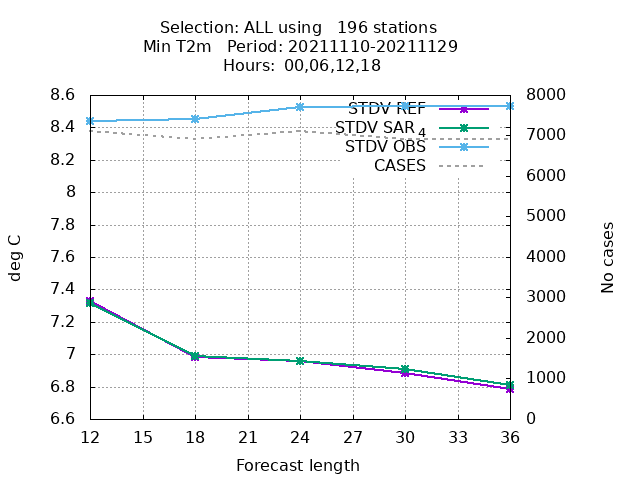 Selection: ALL using   196 stations
Min T2m   Period: 20211110-20211129
Hours:  00,06,12,18
8.6
8.4
8.2
8
7.8
7.6
7.4
7.2
7
6.8
6.6
deg C
STDV REF
STDV SAR 4
STDV OBS
CASES
8000
7000
6000
5000
4000
3000
2000
1000
0
No cases
12 15 18 21 24 27 30 33 36
Forecast length